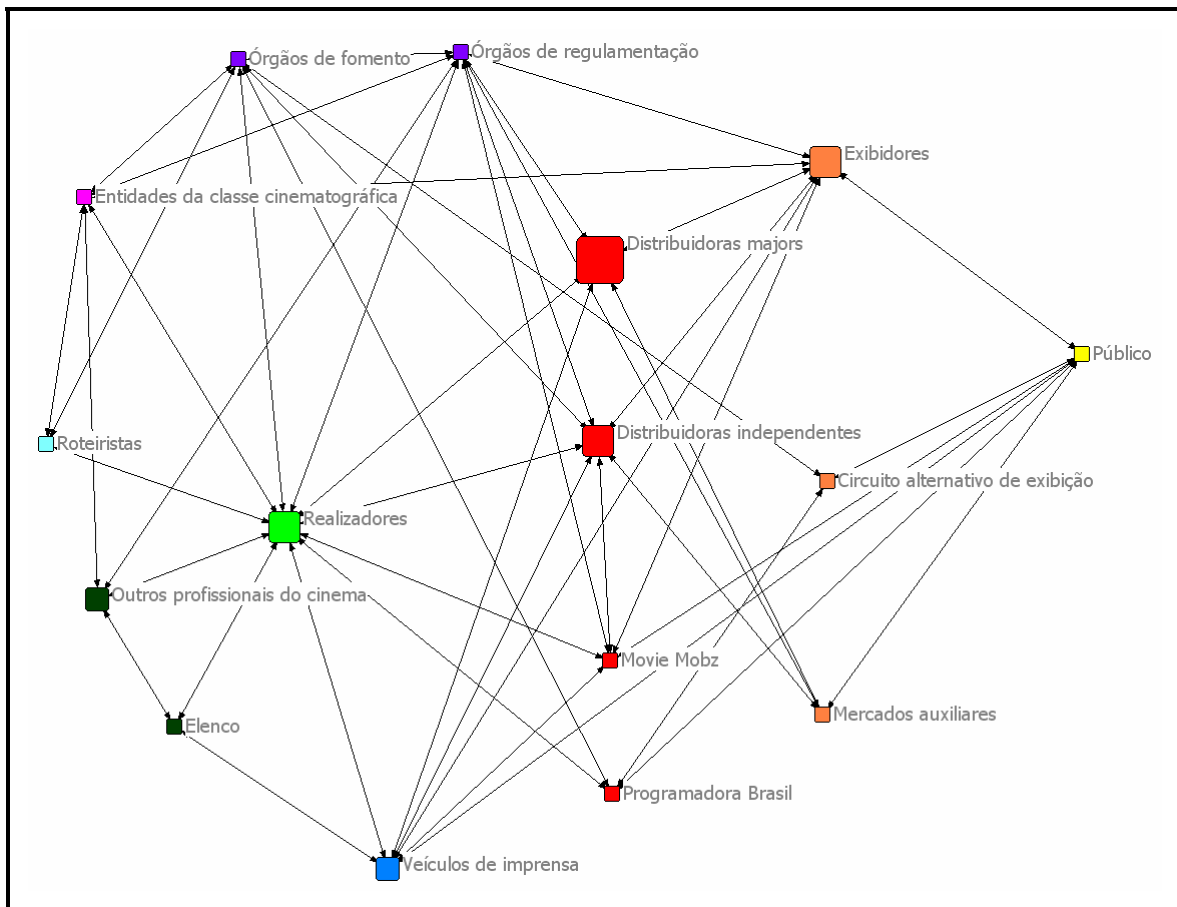 Órgãos de fomento
Órgãos de regulamentação
Exibidores
Entidades da classe cinematográfica
Distribuidoras majors
Público
Roteiristas
Distribuidoras independentes
Circuito alternativo de exibição
Realizadores
Outros profissionais do cinema
Movie Mobz
Mercados auxiliares
Elenco
Programadora Brasil
Veículos de imprensa